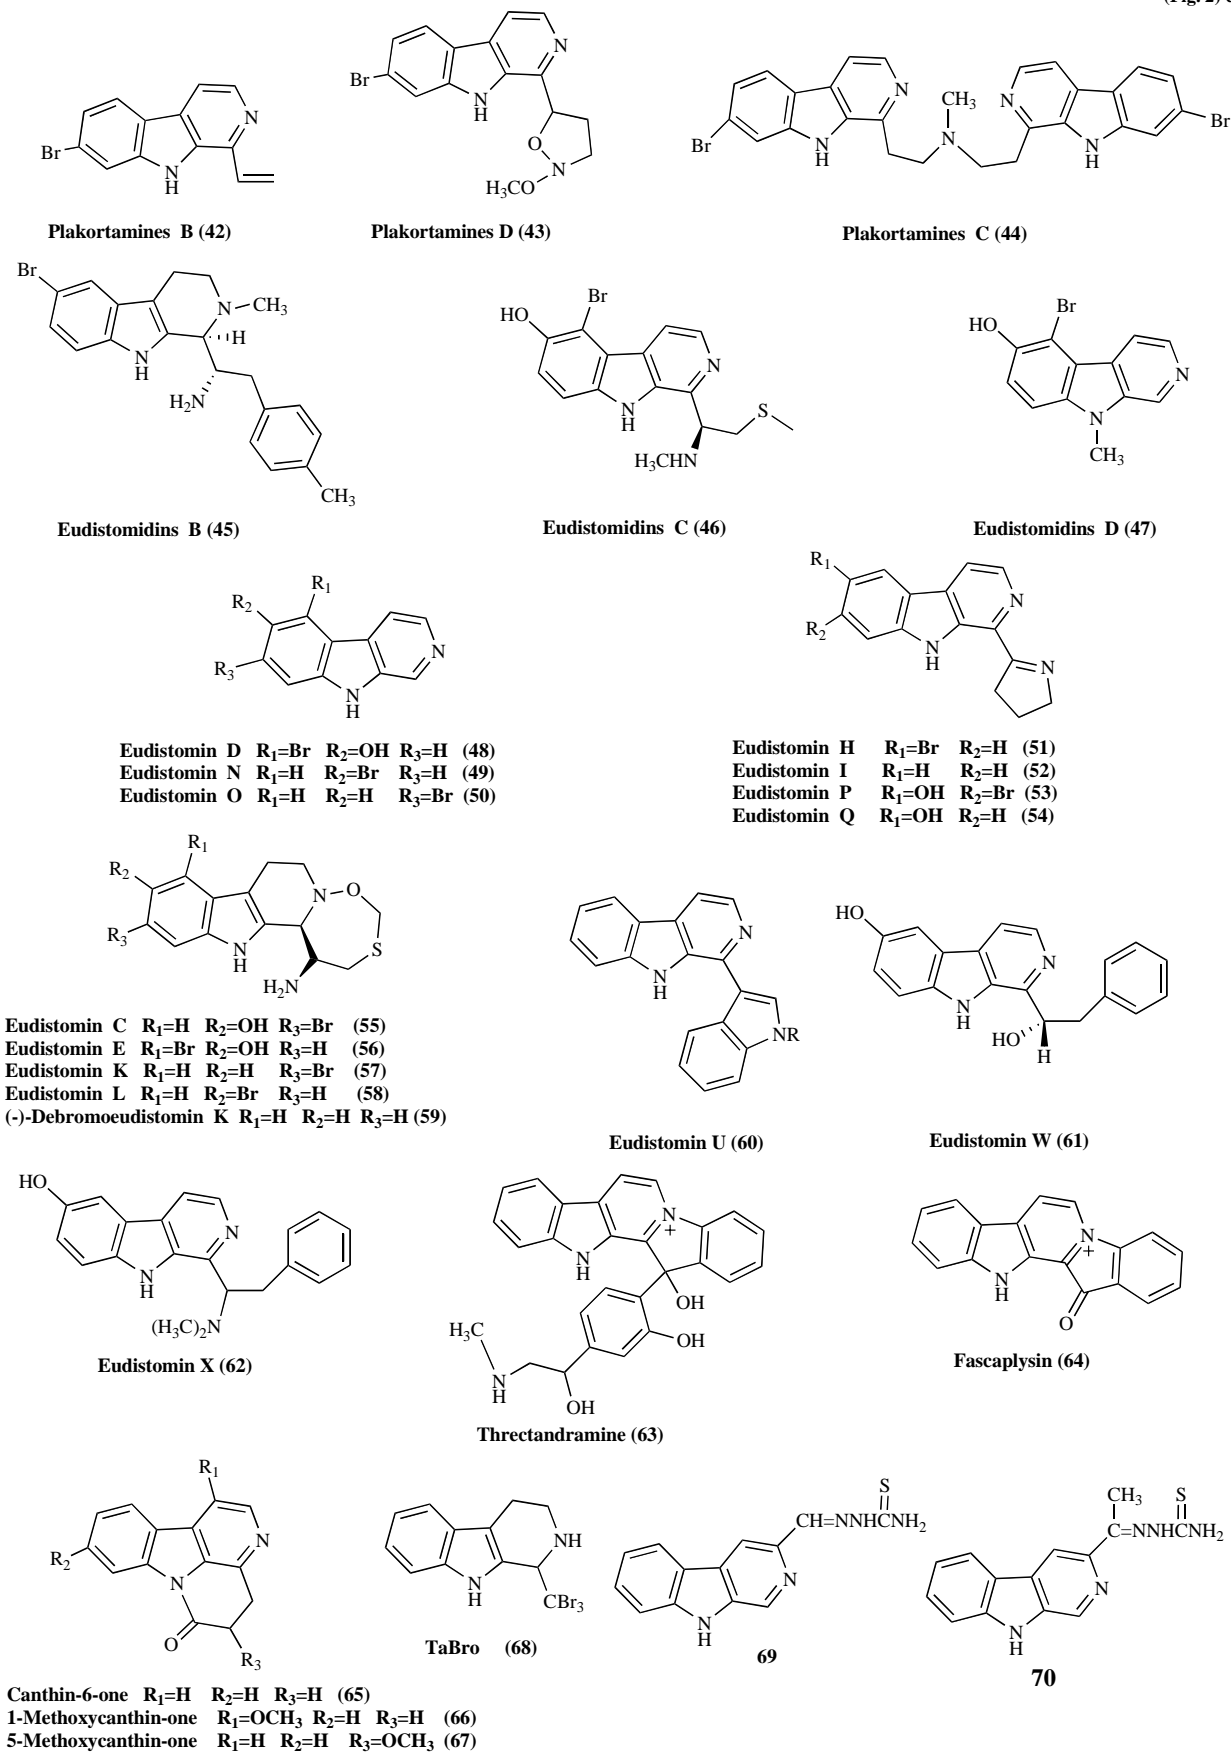 (Fig. 2)
N
Br
N
H
Plakortamines B (42)
N
Br
N
H
O
N
H₃CO
Plakortamines D (43)
N
CH₃
N
N
Br
N
H
N
H
Br
Plakortamines C (44)
Br
N
CH₃
H
N
H
H₂N
CH₃
Eudistomidins B (45)
Br
HO
N
N
H
S
H₃CHN
Eudistomidins C (46)
Br
HO
N
N
CH₃
Eudistomidins D (47)
R₁
R₂
R₃
N
N
H
Eudistomin D R₁=Br R₂=OH R₃=H (48)
Eudistomin N R₁=H R₂=Br R₃=H (49)
Eudistomin O R₁=H R₂=H R₃=Br (50)
R₁
R₂
N
N
H
N
Eudistomin H R₁=Br R₂=H (51)
Eudistomin I R₁=H R₂=H (52)
Eudistomin P R₁=OH R₂=Br (53)
Eudistomin Q R₁=OH R₂=H (54)
R₁
R₂
R₃
N
O
N
H
S
H₂N
Eudistomin C R₁=H R₂=OH R₃=Br (55)
Eudistomin E R₁=Br R₂=OH R₃=H (56)
Eudistomin K R₁=H R₂=H R₃=Br (57)
Eudistomin L R₁=H R₂=Br R₃=H (58)
(-)-Debromoeudistomin K R₁=H R₂=H R₃=H (59)
N
N
H
NR
Eudistomin U (60)
HO
N
N
H
HO
H
Eudistomin W (61)
HO
N
N
H
(H₃C)₂N
Eudistomin X (62)
N
+
N
H
OH
OH
H₃C
N
H
OH
Threctandramine (63)
N
+
N
H
O
Fascaplysin (64)
R₁
R₂
N
N
O
R₃
Canthin-6-one R₁=H R₂=H R₃=H (65)
1-Methoxycanthin-one R₁=OCH₃ R₂=H R₃=H (66)
5-Methoxycanthin-one R₁=H R₂=H R₃=OCH₃ (67)
NH
N
H
CBr₃
TaBro (68)
S
CH=NNHCNH₂
N
N
H
69
CH₃
S
C=NNHCNH₂
N
N
H
70